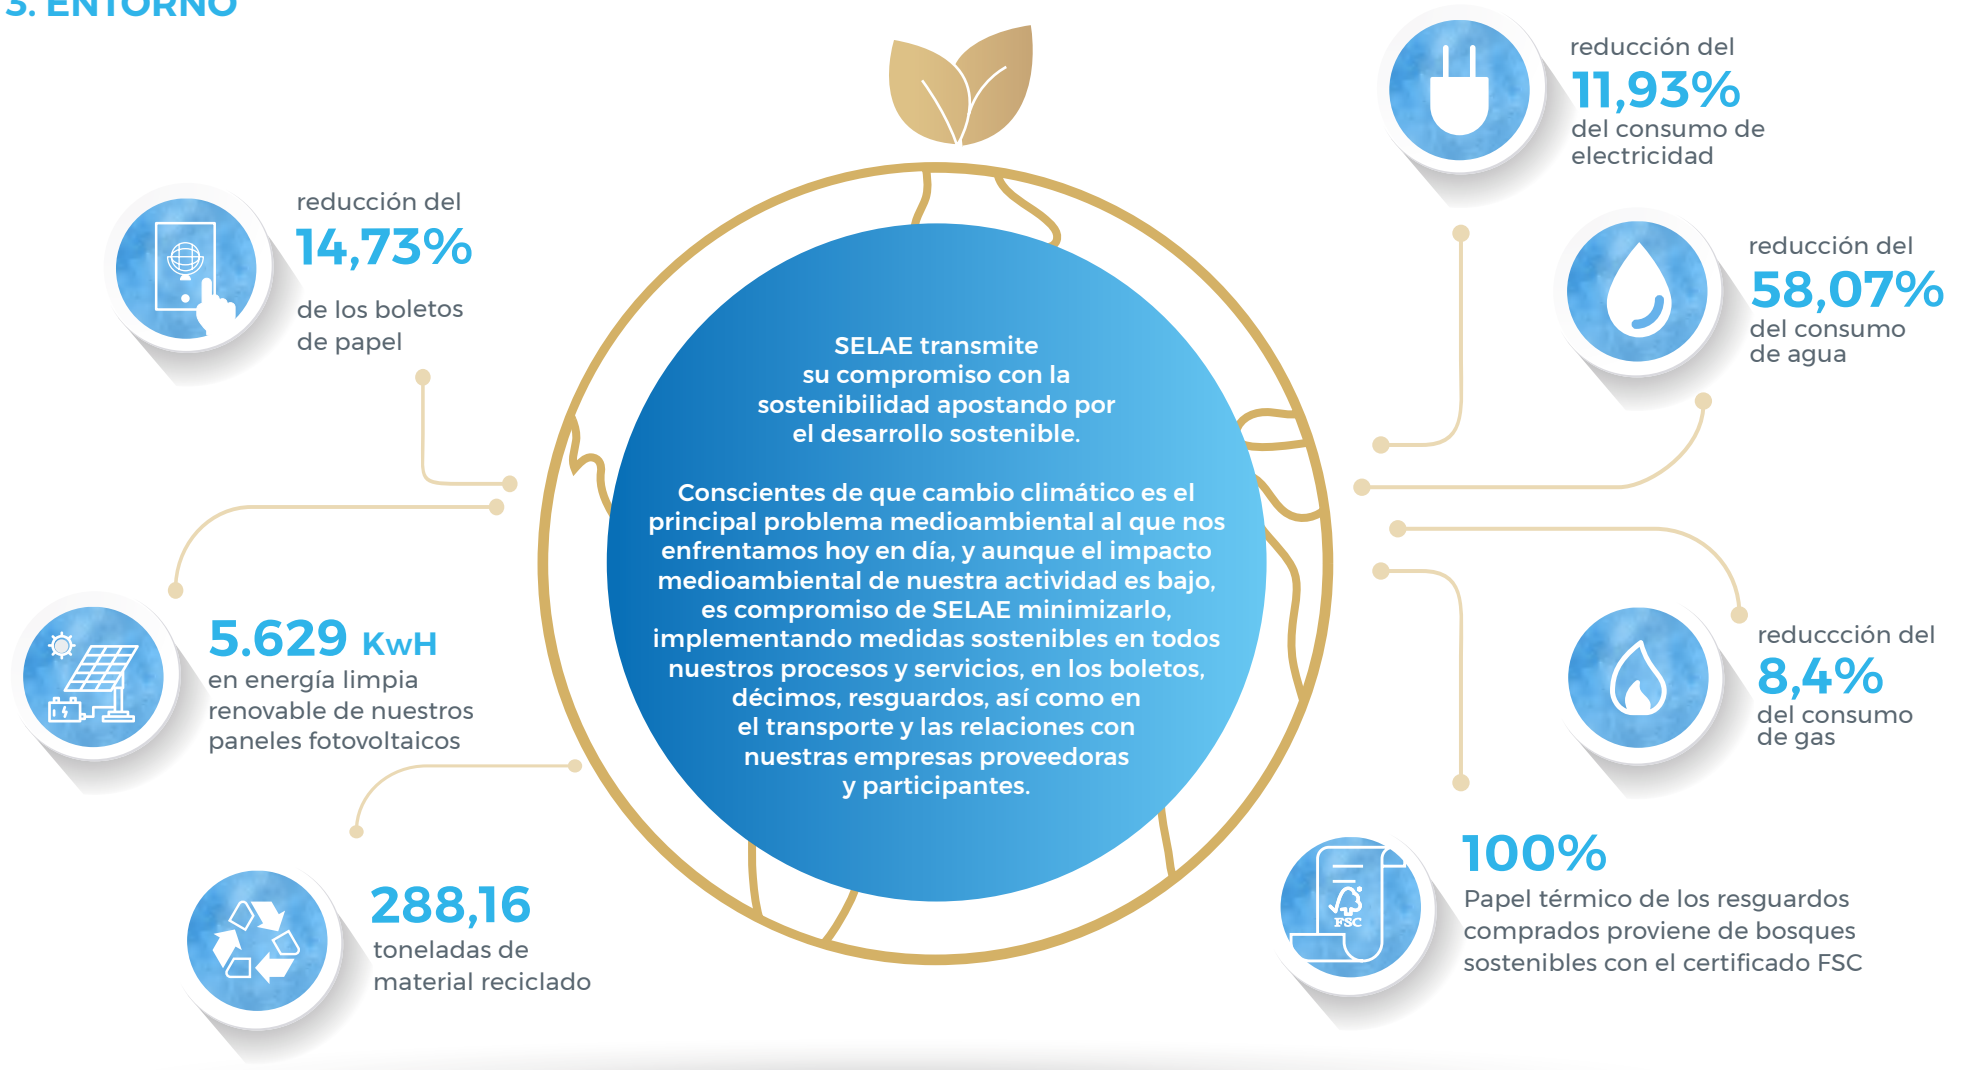 3. ENTORNO
reducción del
14,73%
de los boletos
de papel
5.629 KwH
en energía limpia
renovable de nuestros
paneles fotovoltaicos
288,16
toneladas de
material reciclado
SELAE transmite
su compromiso con la
sostenibilidad apostando por
el desarrollo sostenible.
Conscientes de que cambio climático es el
principal problema medioambiental al que nos
enfrentamos hoy en día, y aunque el impacto
medioambiental de nuestra actividad es bajo,
es compromiso de SELAE minimizarlo,
implementando medidas sostenibles en todos
nuestros procesos y servicios, en los boletos,
décimos, resguardos, así como en
el transporte y las relaciones con
nuestras empresas proveedoras
y participantes.
reducción del
11,93%
del consumo de
electricidad
reducción del
58,07%
del consumo
de agua
reduccción del
8,4%
del consumo
de gas
FSC
100%
Papel térmico de los resguardos
comprados proviene de bosques
sostenibles con el certificado FSC